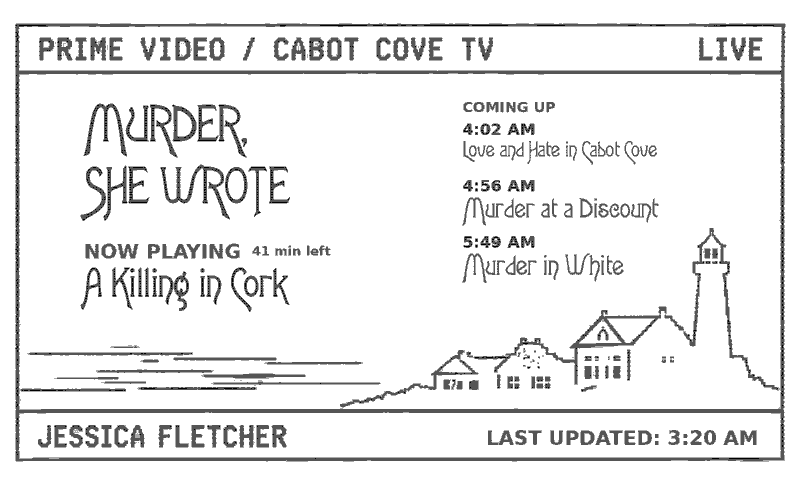 PRIME VIDEO / CABOT COVE TV
LIVE
MURDER,
SHE WROTE
NOW PLAYING 41 min left
A Killing in Cork
COMING UP
4:02 AM
Love and Hate in Cabot Cove
4:56 AM
Murder at a Discount
5:49 AM
Murder in White
JESSICA FLETCHER
LAST UPDATED: 3:20 AM